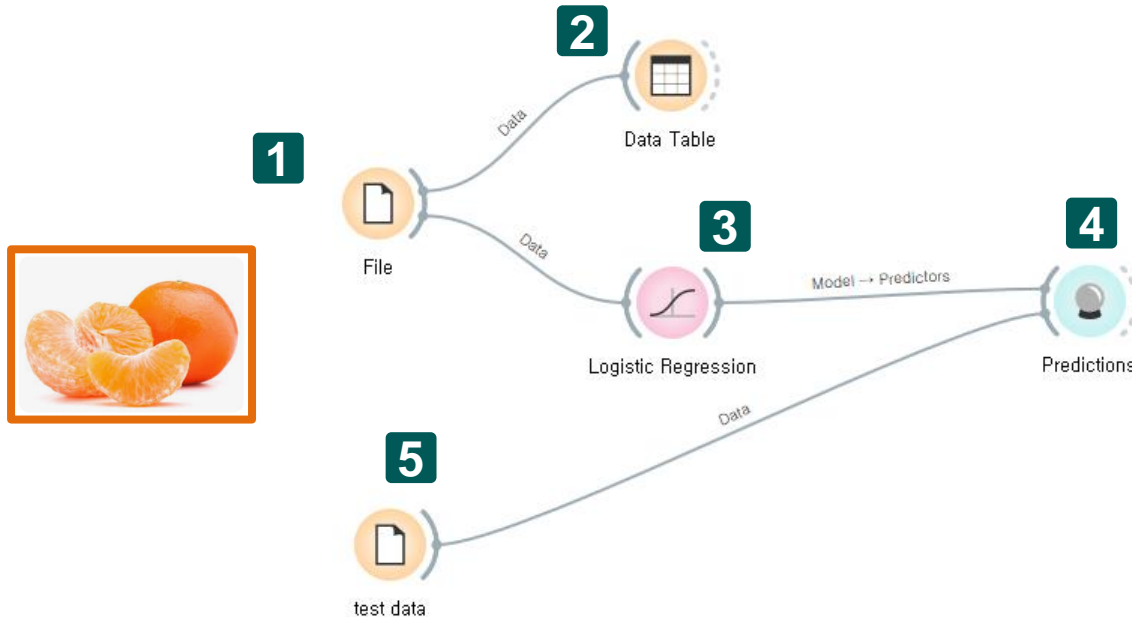 2
Data Table
Data
1
File
Data
3
Logistic Regression
Model → Predictors
4
Predictions
Data
5
test data